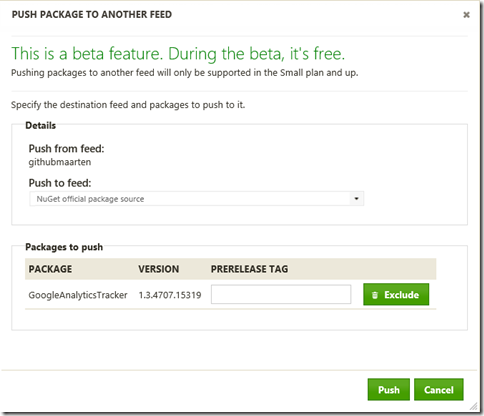 PUSH PACKAGE TO ANOTHER FEED
This is a beta feature. During the beta, it's free.
Pushing packages to another feed will only be supported in the Small plan and up.
Specify the destination feed and packages to push to it.
Details
Push from feed:
githubmaarten
Push to feed:
NuGet official package source
Packages to push
PACKAGE VERSION PRERELEASE TAG
GoogleAnalyticsTracker 1.3.4707.15319 Exclude
Push Cancel